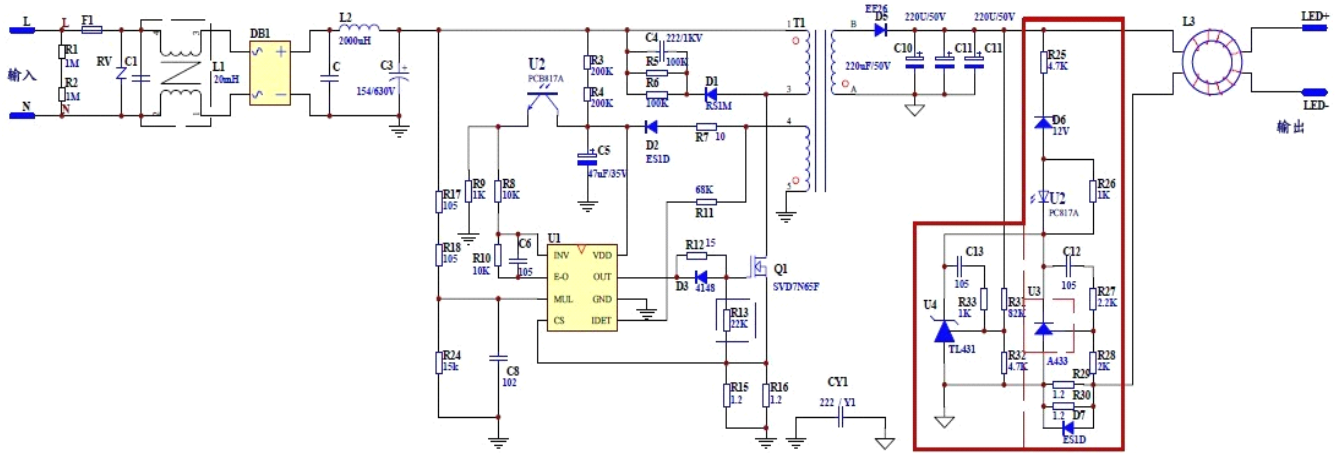 L
L
F1
R1
1M
RV
C1
输入
R2
1M
N
N
4
3
L1
20mH
2
1
DB1
L2
2000uH
C
C3
154/630V
U2
PCB817A
R3
200K
R4
200K
C4
222/1KV
R5
100K
R6
100K
D1
RS1M
C5
47uF/35V
D2
ES1D
R7
10
68K
R11
T1
1
3
4
5
B
A
EE26
D5
220U/50V
220U/50V
C10
C11
C11
220uF/50V
R17
105
R9
1K
R8
10K
R18
105
R10
10K
C6
105
U1
INV
VDD
E-O
OUT
MUL
GND
CS
IDET
R12
15
D3
4148
Q1
SVD7N65F
R13
22K
R24
15k
C8
102
R15
1.2
R16
1.2
CY1
222 / Y1
R25
4.7K
D6
12V
U2
PC817A
R26
1K
C13
105
C12
105
U4
TL431
R33
1K
R31
82K
U3
A433
R27
2.2K
R32
4.7K
R28
2K
R29
1.2
R30
1.2
D7
ES1D
L3
LED+
LED-
输出